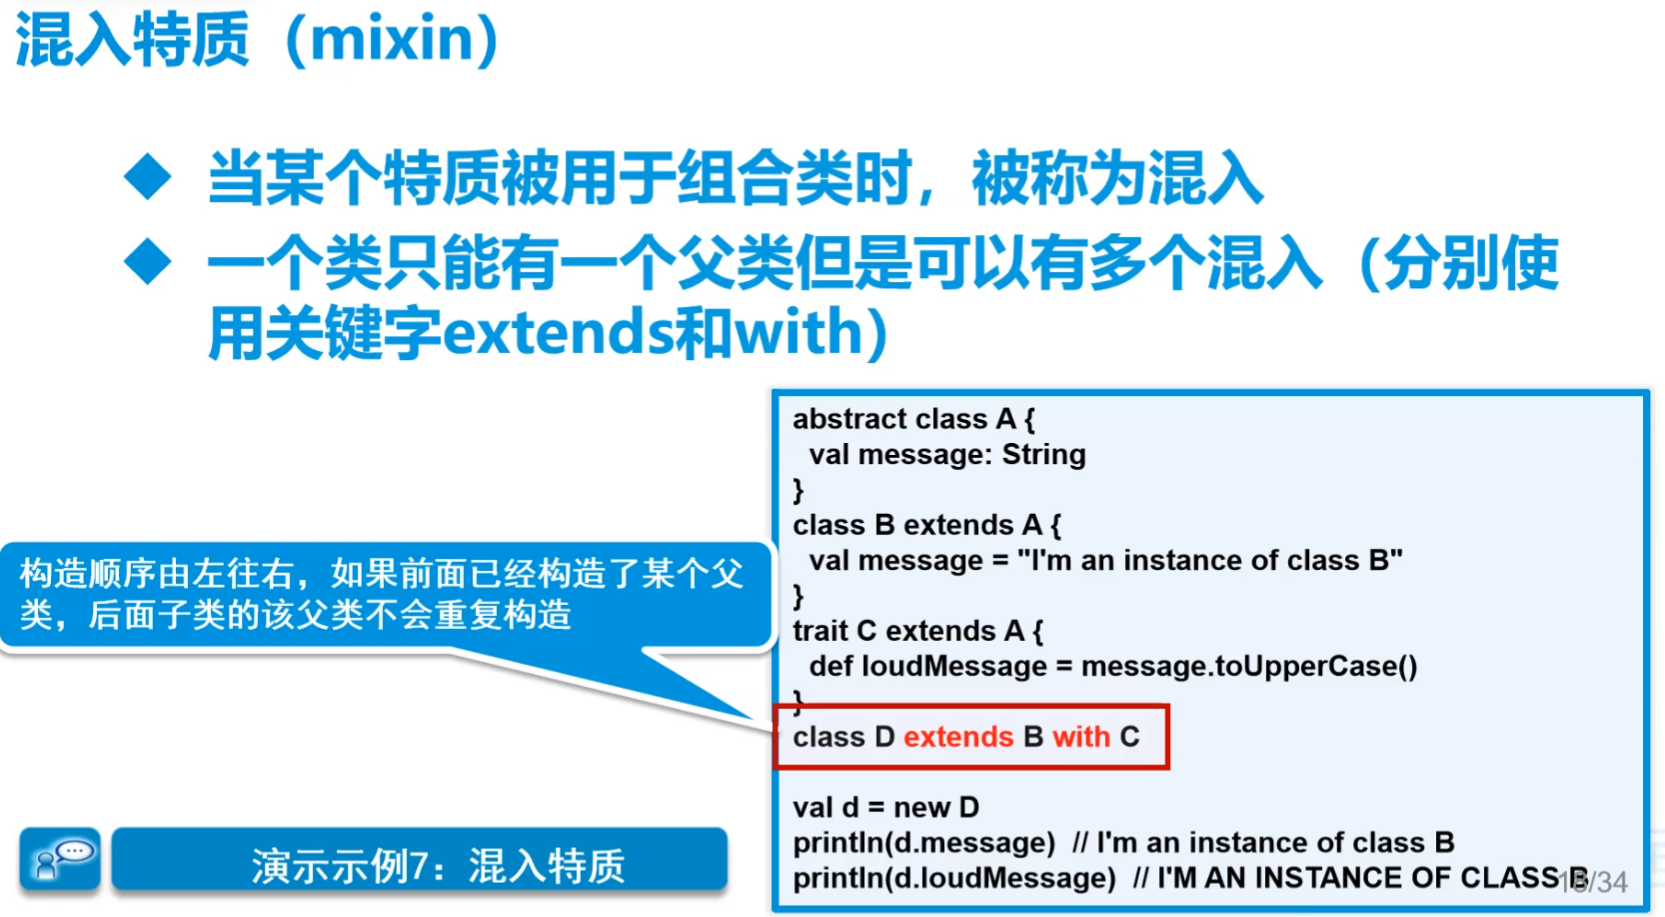 混入特质（mixin）
当某个特质被用于组合类时，被称为混入
一个类只能有一个父类但是可以有多个混入（分别使
用关键字extends和with）
abstract class A {
val message: String
}
class B extends A {
val message = "I'm an instance of class B"
}
trait C extends A {
def loudMessage = message.toUpperCase()
}
class D extends B with C
val d = new D
println(d.message)  // I'm an instance of class B
println(d.loudMessage)  // I'M AN INSTANCE OF CLASS B
构造顺序由左往右，如果前面已经构造了某个父
类，后面子类的该父类不会重复构造
演示示例7：混入特质
18/34